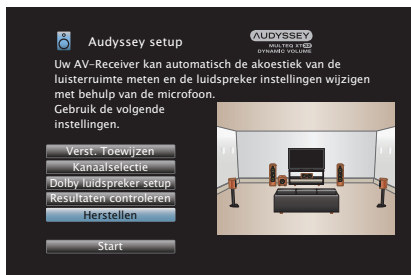 Audyssey setup
AUDYSSEY
MULTEQ XT32
DYNAMIC VOLUME
Uw AV-Receiver kan automatisch de akoestiek van de
luisterruimte meten en de luidspreker instellingen wijzigen
met behulp van de microfoon.
Gebruik de volgende
instellingen.
Verst. Toewijzen
Kanaalselectie
Dolby luidspreker setup
Resultaten controleren
Herstellen
Start